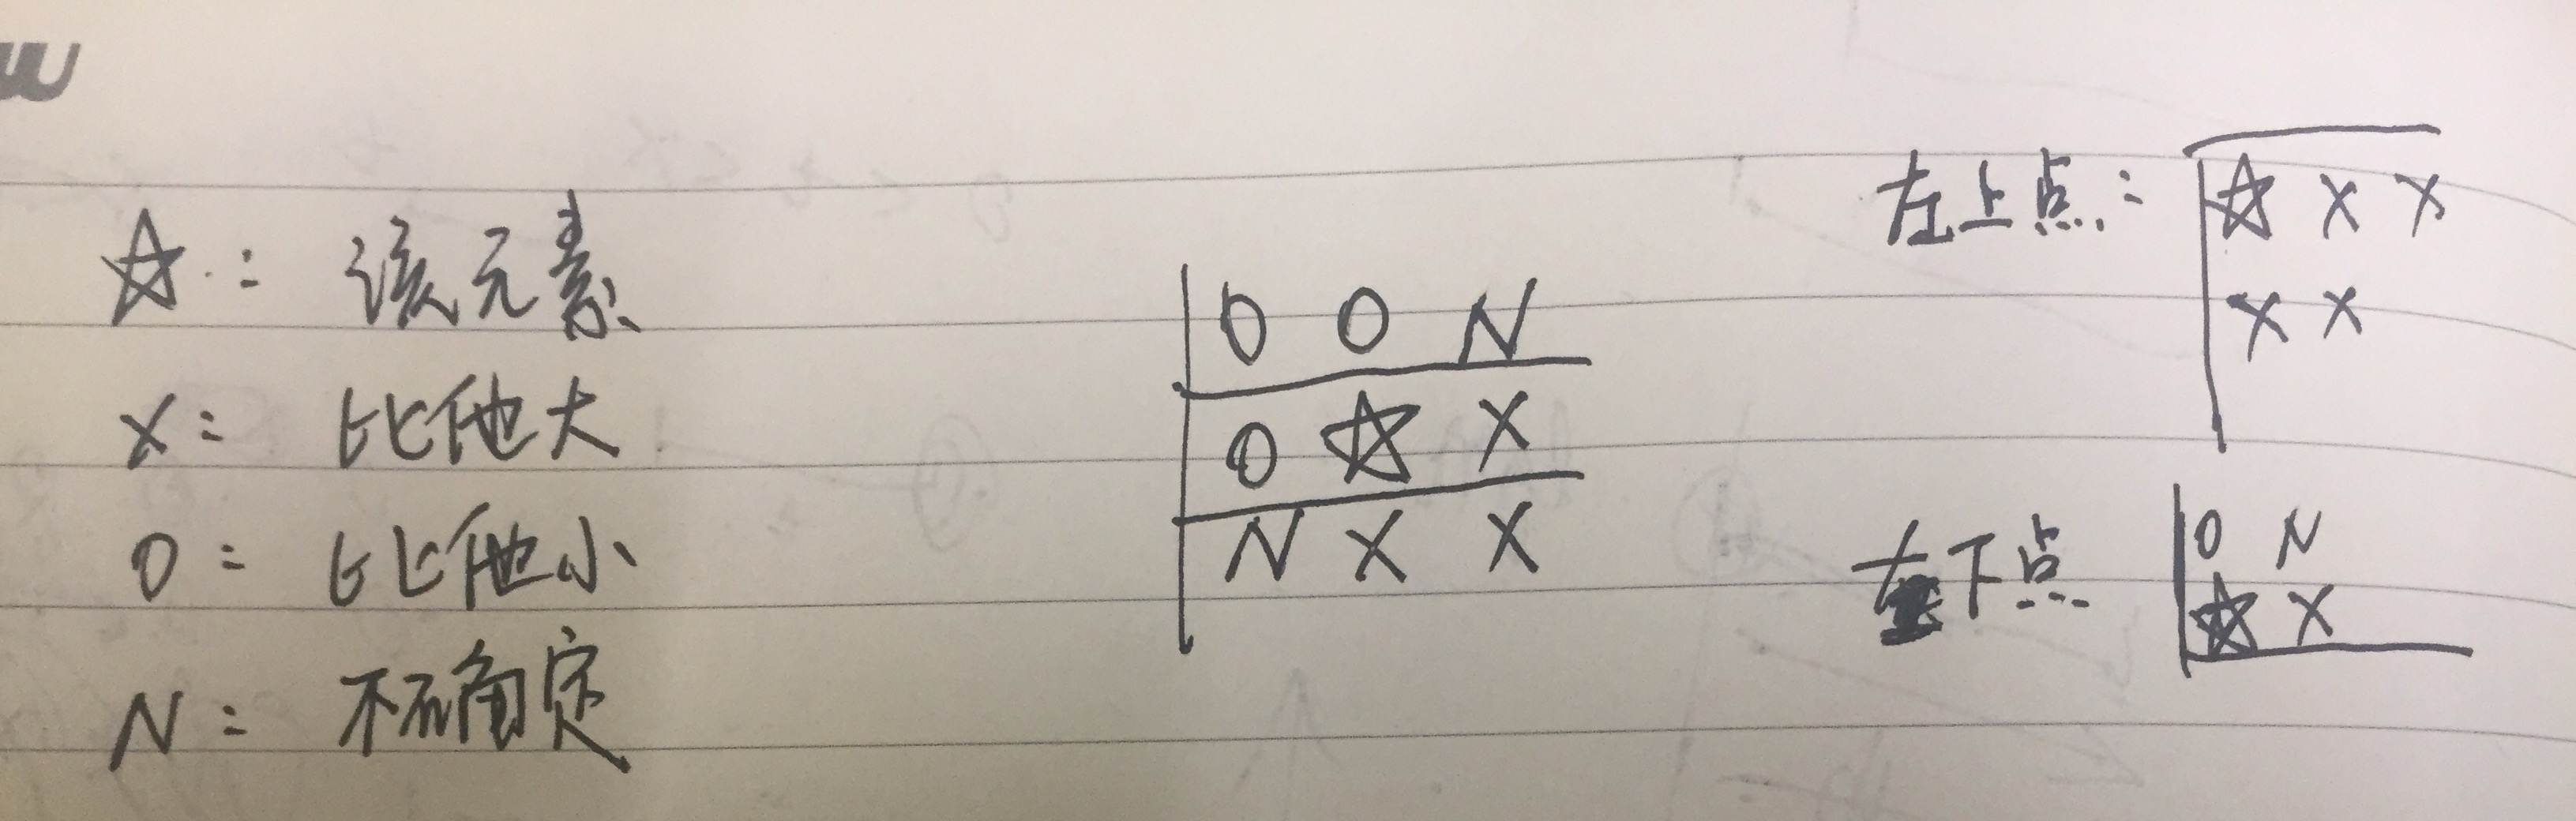 ☆: 该元素
X: 比他大
O: 比他小
N: 不确定
O O N
O ☆ X
N X X
左上点:
☆ X X
X X
左下点
O N
☆ X